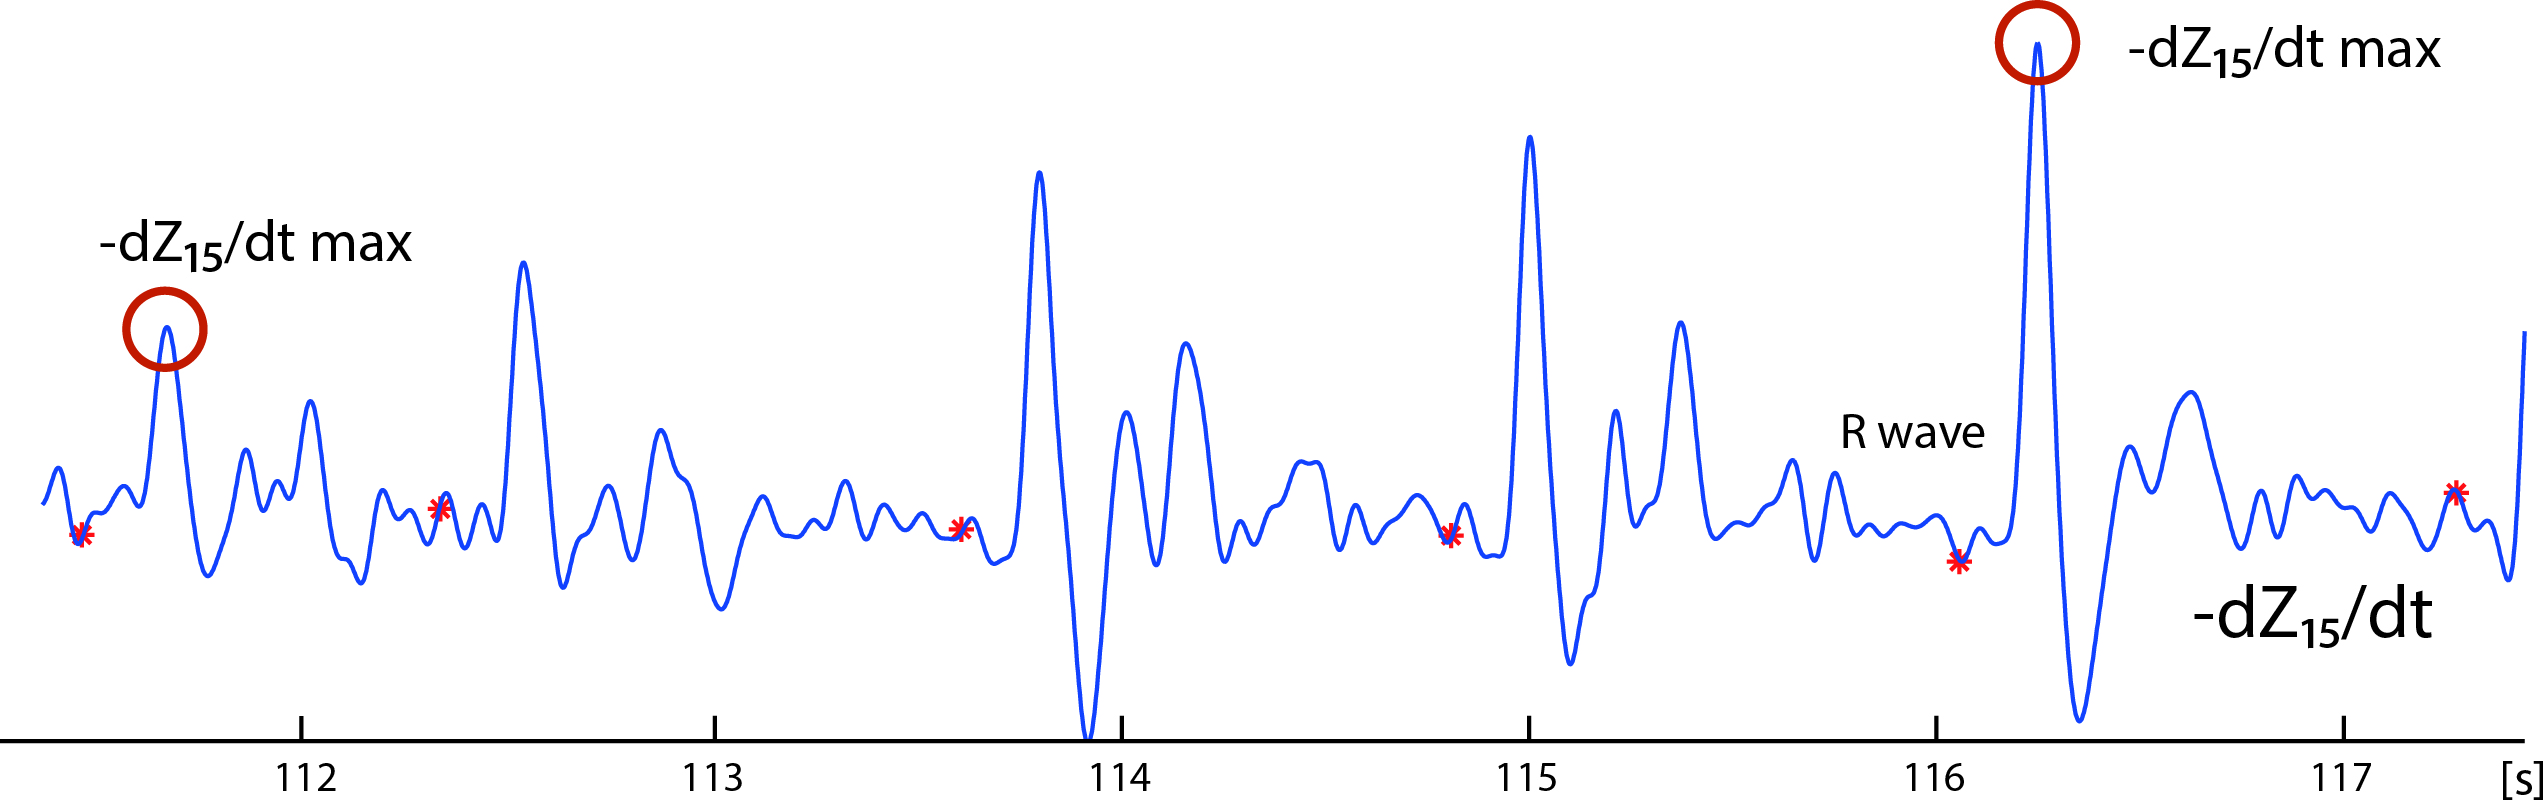 -dZ₁₅/dt max
-dZ₁₅/dt max
R wave
-dZ₁₅/dt
112 113 114 115 116 117 [s]